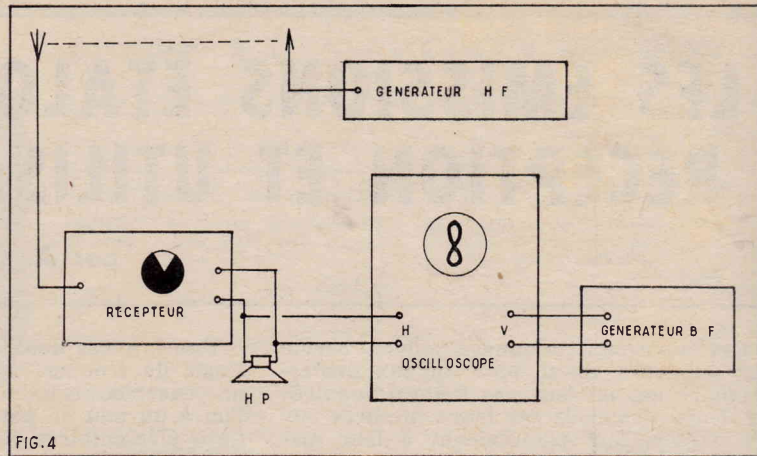 GENERATEUR H F
RECEPTEUR
H
V
OSCILLOSCOPE
GENERATEUR B F
H P
FIG.4